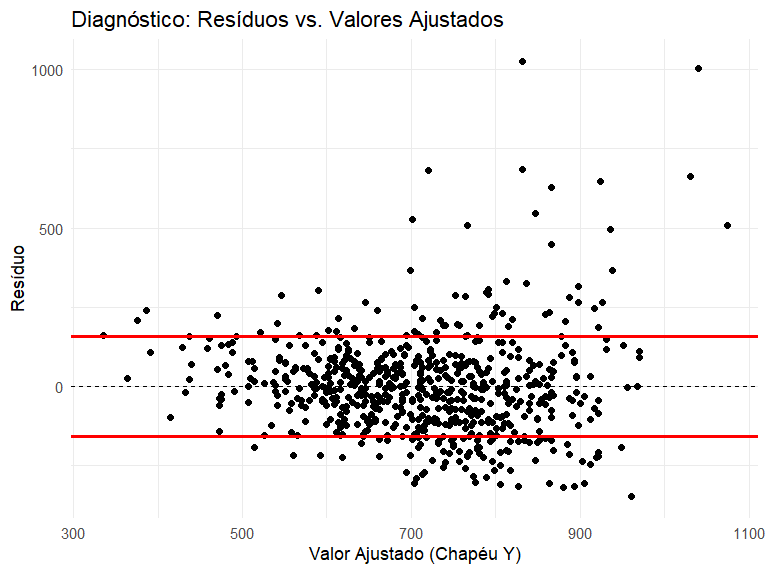 Diagnóstico: Resíduos vs. Valores Ajustados
Resíduo
1000
500
0
300 500 700 900 1100
Valor Ajustado (Chapéu Y)